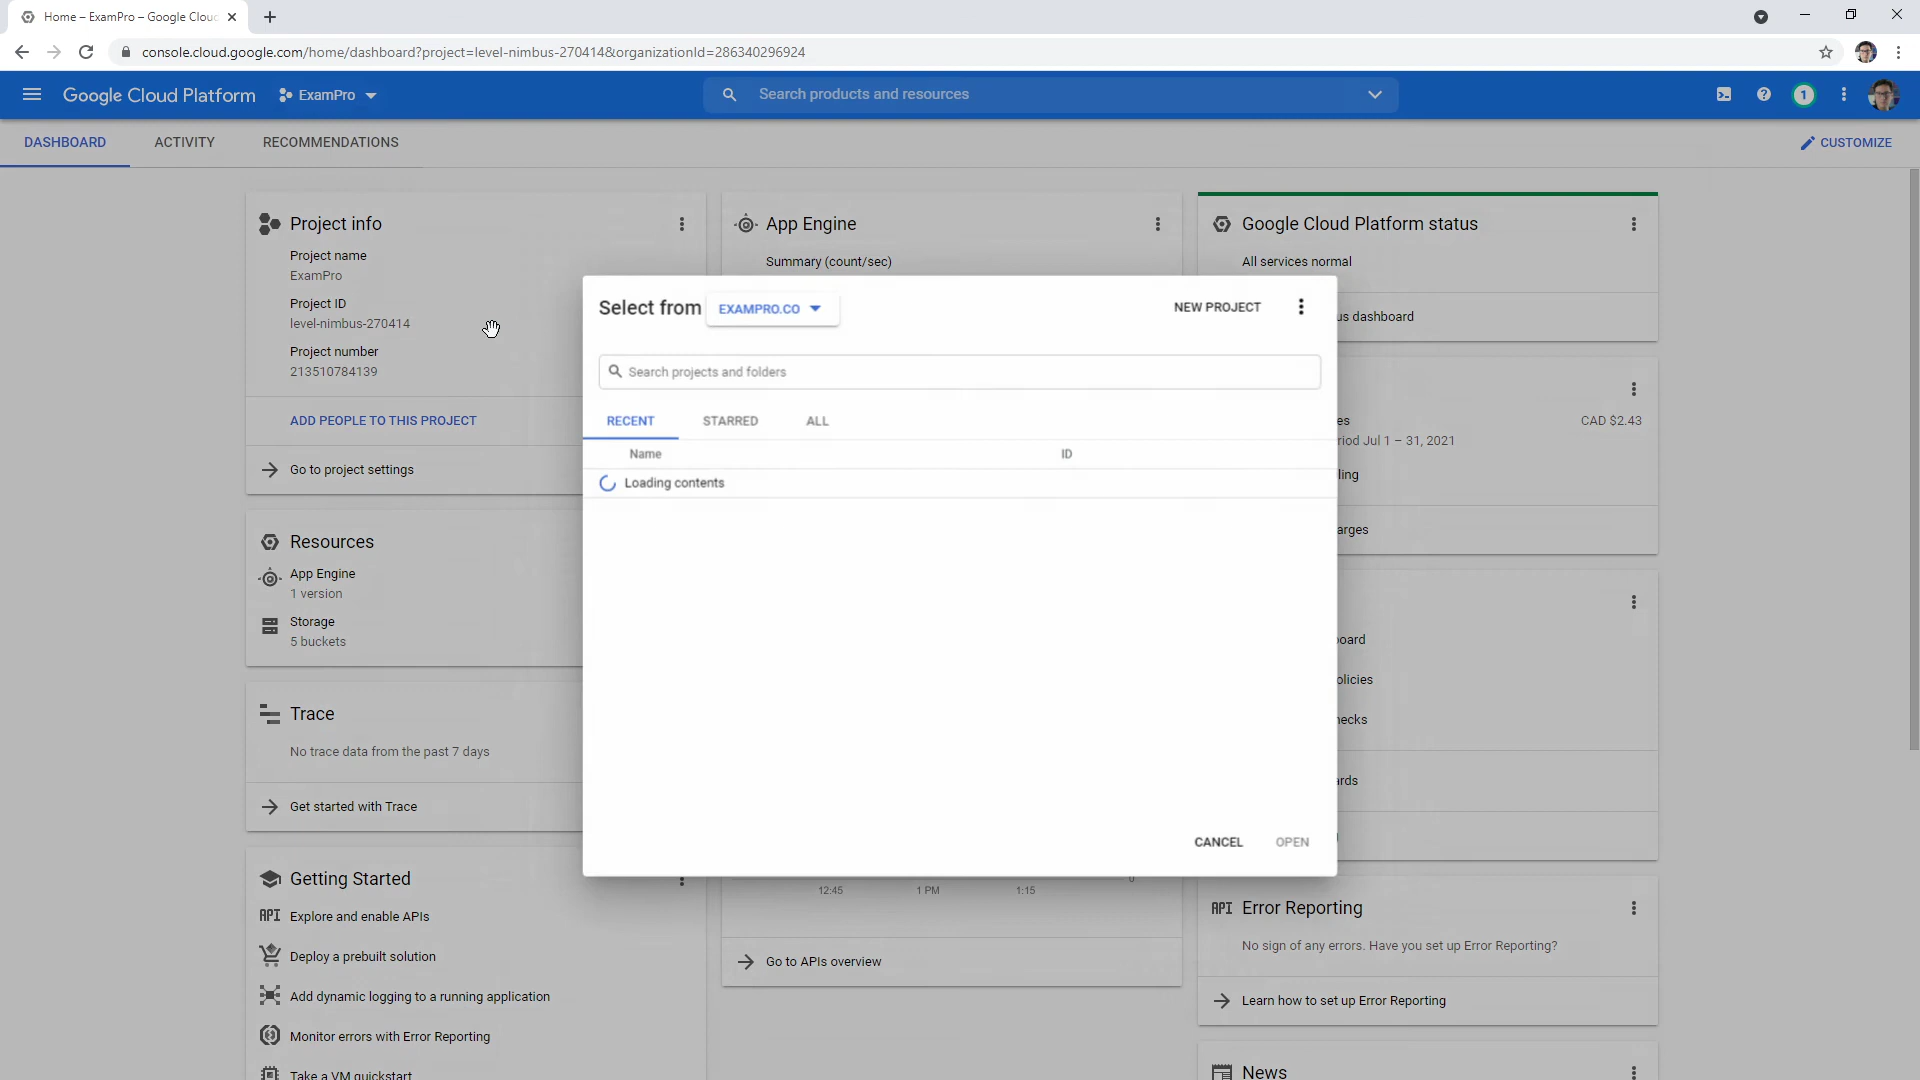 Home – ExamPro – Google Cloud
console.cloud.google.com/home/dashboard?project=level-nimbus-270414&organizationId=286340296924
Google Cloud Platform
ExamPro
Search products and resources
1
DASHBOARD
ACTIVITY
RECOMMENDATIONS
CUSTOMIZE
Project info
Project name
ExamPro
Project ID
level-nimbus-270414
Project number
213510784139
ADD PEOPLE TO THIS PROJECT
Go to project settings
Resources
App Engine
1 version
Storage
5 buckets
Trace
No trace data from the past 7 days
Get started with Trace
Getting Started
API Explore and enable APIs
Deploy a prebuilt solution
Add dynamic logging to a running application
Monitor errors with Error Reporting
Take a VM quickstart
App Engine
Summary (count/sec)
Select from EXAMPRO.CO
NEW PROJECT
Search projects and folders
RECENT
STARRED
ALL
Name
ID
Loading contents
CANCEL
OPEN
12:45
1 PM
1:15
0
Go to APIs overview
Google Cloud Platform status
All services normal
us dashboard
es
CAD $2.43
riod Jul 1 – 31, 2021
ling
arges
oard
olicies
hecks
ards
API Error Reporting
No sign of any errors. Have you set up Error Reporting?
Learn how to set up Error Reporting
News